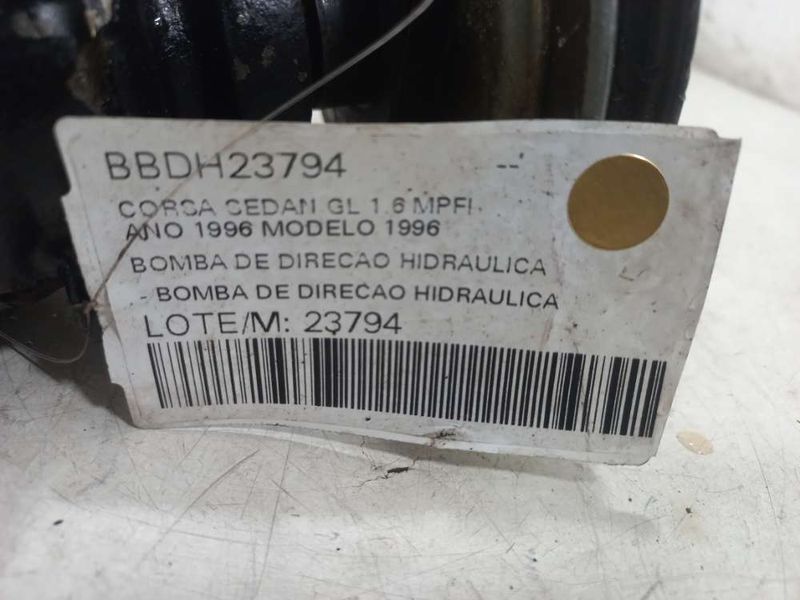 BBDH23794 --
CORSA SEDAN GL 1.6 MPFI
ANO 1996 MODELO 1996
BOMBA DE DIRECAO HIDRAULICA
- BOMBA DE DIRECAO HIDRAULICA
LOTE/M: 23794